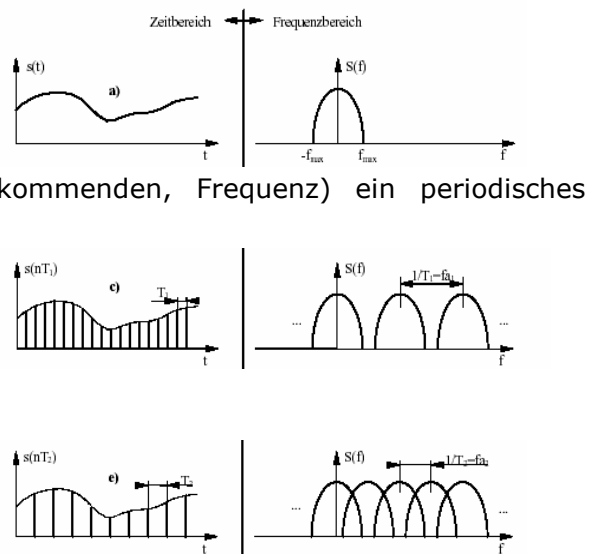 Zeitbereich Frequenzbereich
s(t) a) S(f)
t -fmax fmax f
kommenden, Frequenz) ein periodisches
s(nT1) c) T1 S(f) 1/T1=fa1
... ...
t f
s(nT2) e) T2 S(f) 1/T2=fa2
... ...
t f